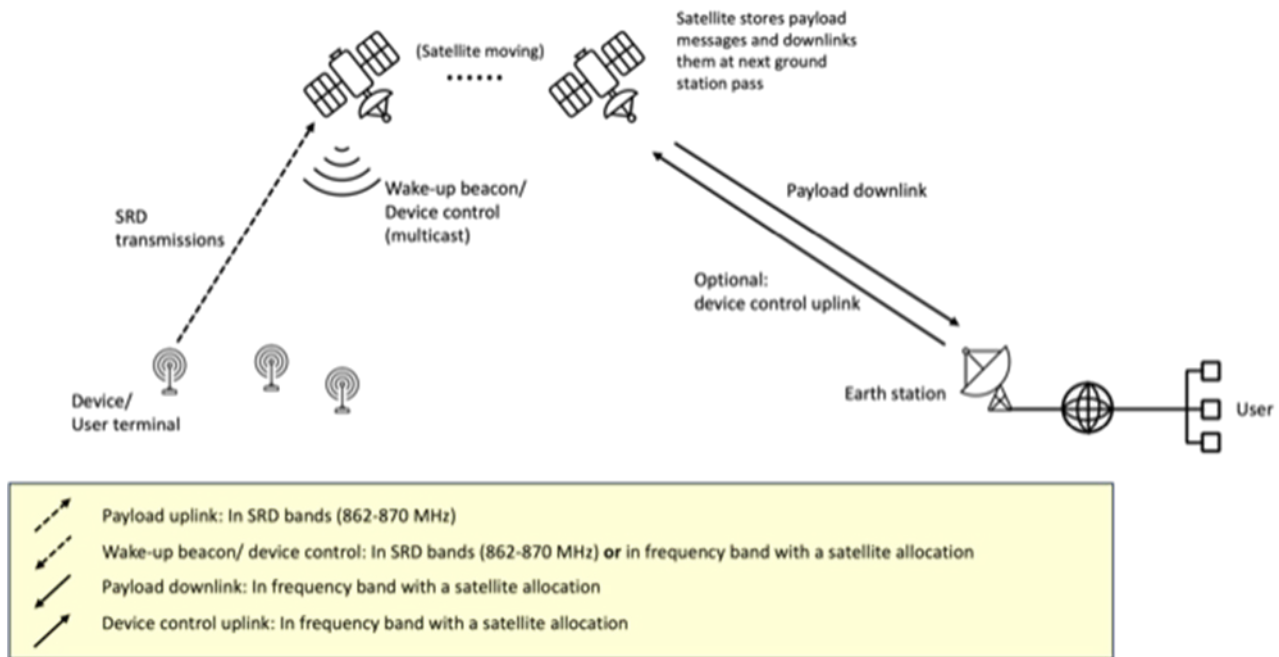 (Satellite moving)
Satellite stores payload
messages and downlinks
them at next ground
station pass
Wake-up beacon/
Device control
(multicast)
SRD
transmissions
Payload downlink
Optional:
device control uplink
Device/
User terminal
Earth station
User
Payload uplink: In SRD bands (862-870 MHz)
Wake-up beacon/ device control: In SRD bands (862-870 MHz) or in frequency band with a satellite allocation
Payload downlink: In frequency band with a satellite allocation
Device control uplink: In frequency band with a satellite allocation